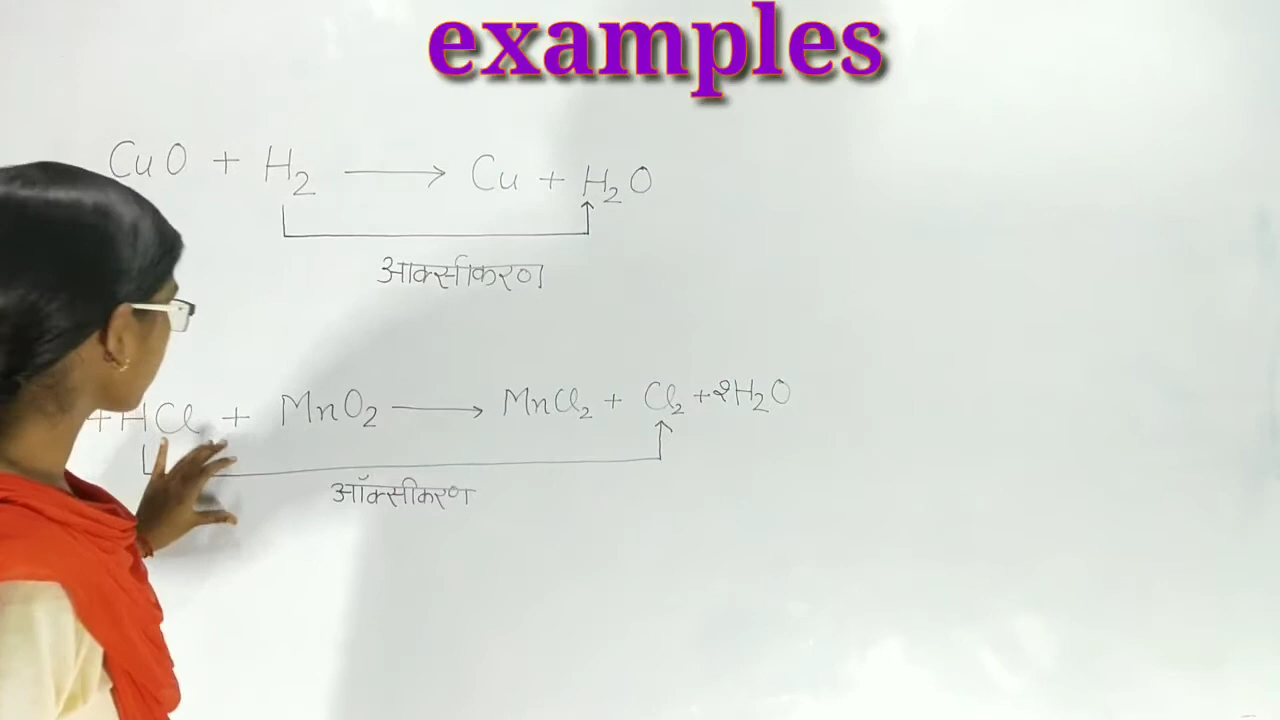 examples
CuO + H₂ ⟶ Cu + H₂O
आक्सीकरण
+HCl + MnO₂ ⟶ MnCl₂ + Cl₂ +2H₂O
ऑक्सीकरण